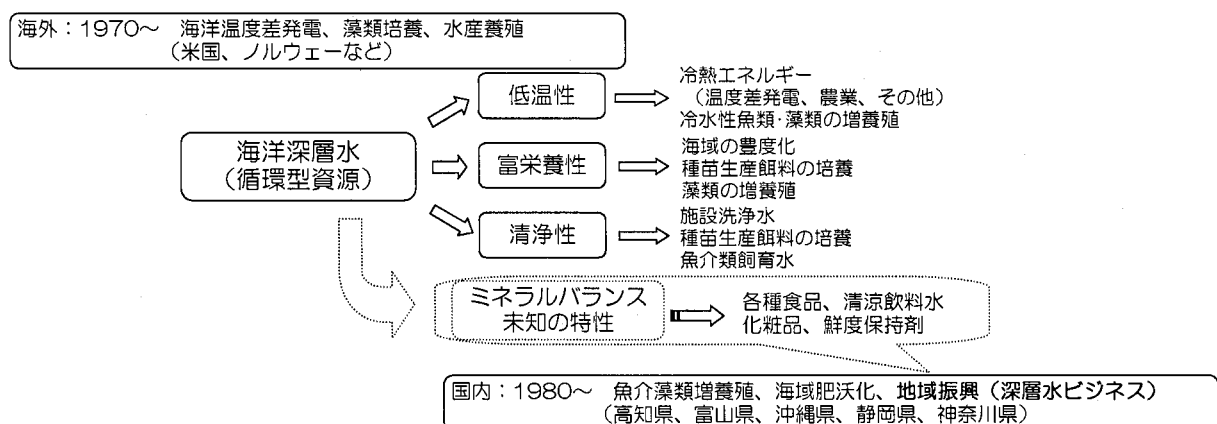 海外：1970～　海洋温度差発電、藻類培養、水産養殖
（米国、ノルウェーなど）
海洋深層水
（循環型資源）
低温性
冷熱エネルギー
（温度差発電、農業、その他）
冷水性魚類・藻類の増養殖
富栄養性
海域の豊度化
種苗生産餌料の培養
藻類の増養殖
清浄性
施設洗浄水
種苗生産餌料の培養
魚介類飼育水
ミネラルバランス
未知の特性
各種食品、清涼飲料水
化粧品、鮮度保持剤
国内：1980～　魚介藻類増養殖、海域肥沃化、地域振興（深層水ビジネス）
（高知県、富山県、沖縄県、静岡県、神奈川県）